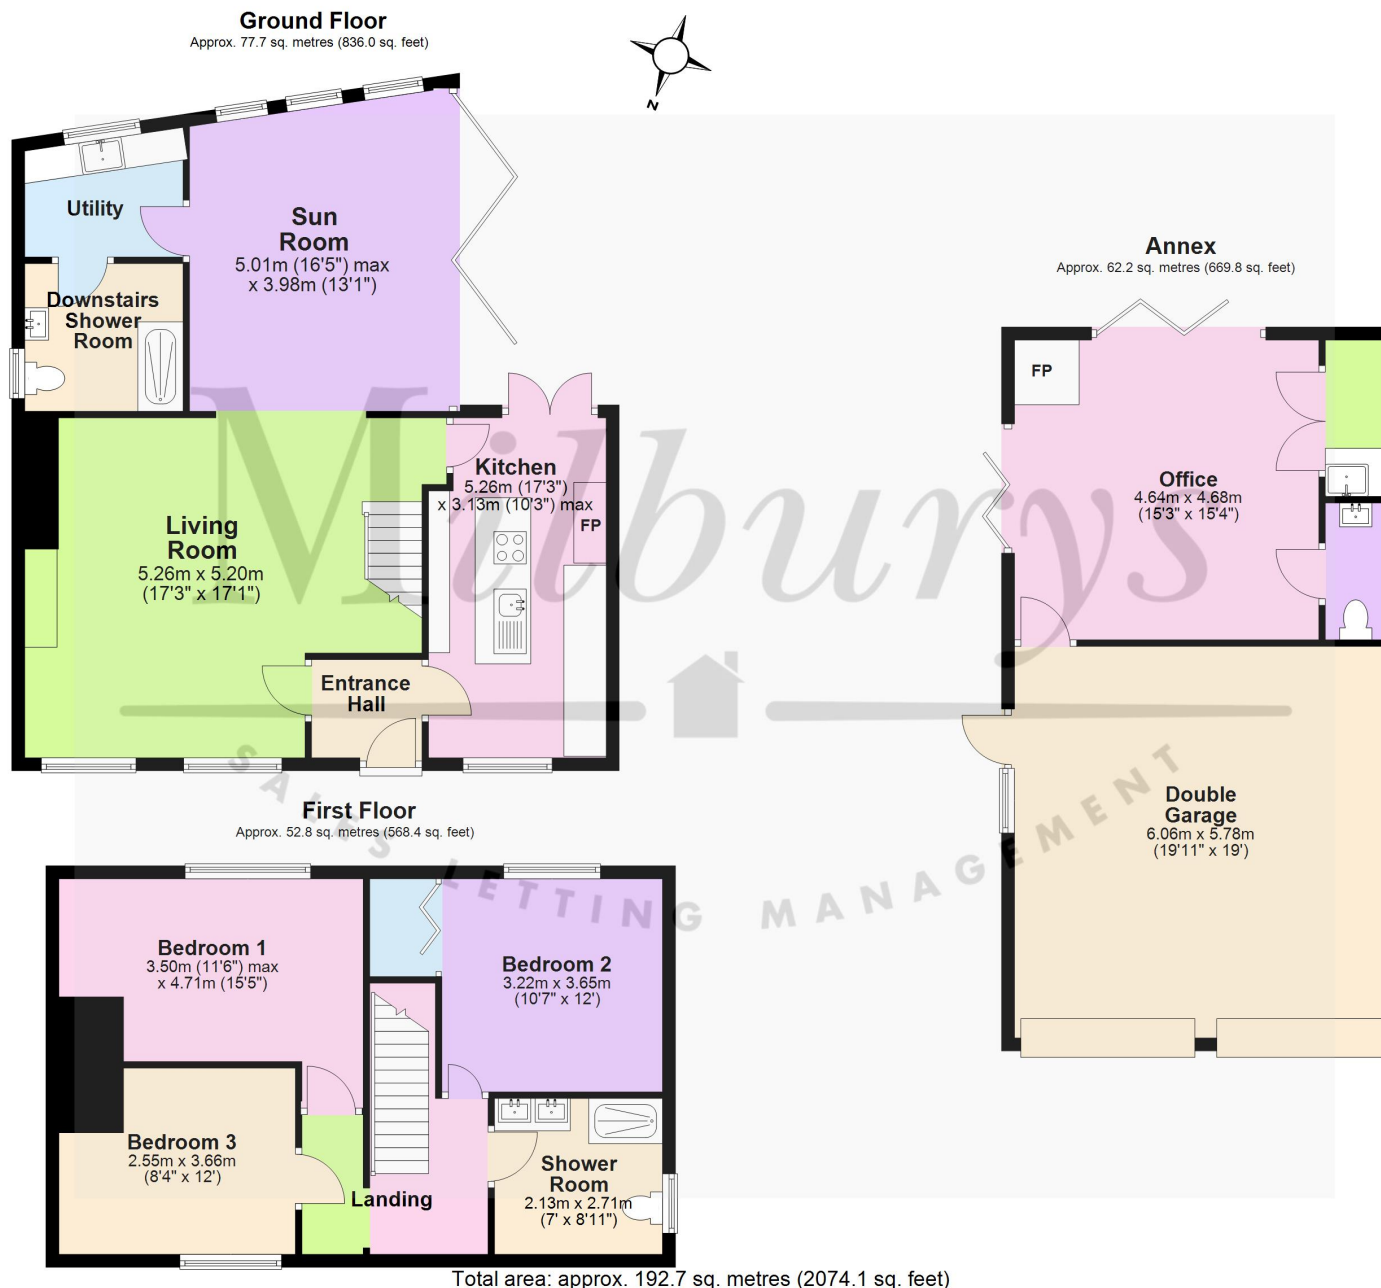 Ground Floor
Approx. 77.7 sq. metres (836.0 sq. feet)
N
Utility
Sun
Room
5.01m (16'5") max
x 3.98m (13'1")
Downstairs
Shower
Room
Kitchen
5.26m (17'3")
x 3.13m (10'3") max
FP
Living
Room
5.26m x 5.20m
(17'3" x 17'1")
Entrance
Hall
Annex
Approx. 62.2 sq. metres (669.8 sq. feet)
FP
Office
4.64m x 4.68m
(15'3" x 15'4")
Double
Garage
6.06m x 5.78m
(19'11" x 19')
Milburys
SALES LETTING MANAGEMENT
First Floor
Approx. 52.8 sq. metres (568.4 sq. feet)
Bedroom 1
3.50m (11'6") max
x 4.71m (15'5")
Bedroom 2
3.22m x 3.65m
(10'7" x 12')
Bedroom 3
2.55m x 3.66m
(8'4" x 12')
Landing
Shower
Room
2.13m x 2.71m
(7' x 8'11")
Total area: approx. 192.7 sq. metres (2074.1 sq. feet)